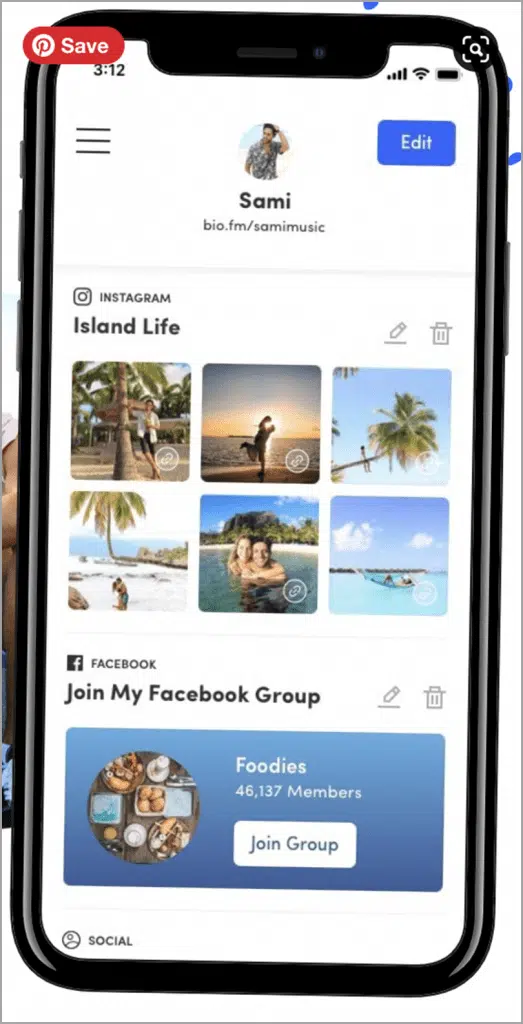 Save
3:12
Edit
Sami
bio.fm/samimusic
INSTAGRAM
Island Life
FACEBOOK
Join My Facebook Group
Foodies
46,137 Members
Join Group
SOCIAL